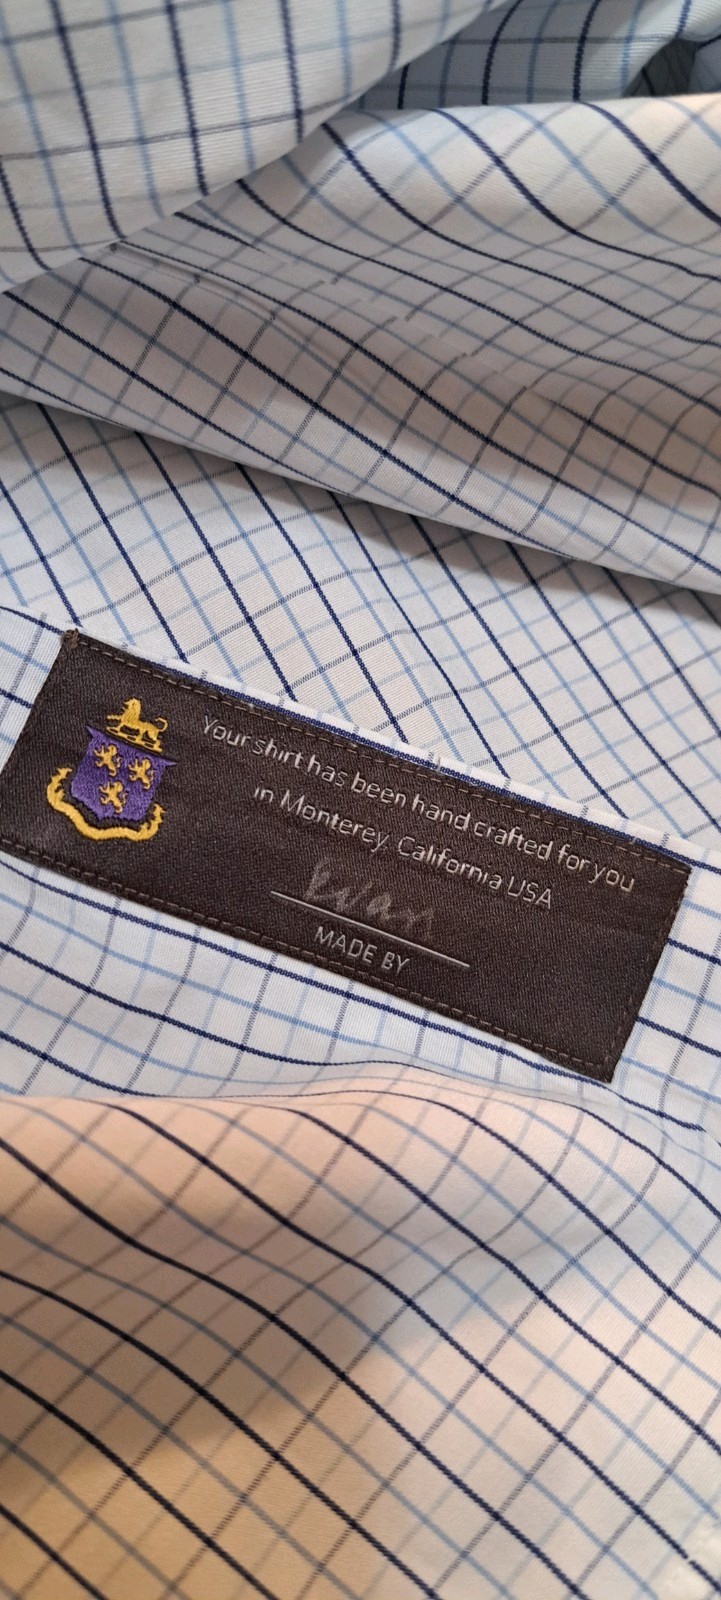 Your shirt has been hand crafted for you
in Monterey, California USA
MADE BY